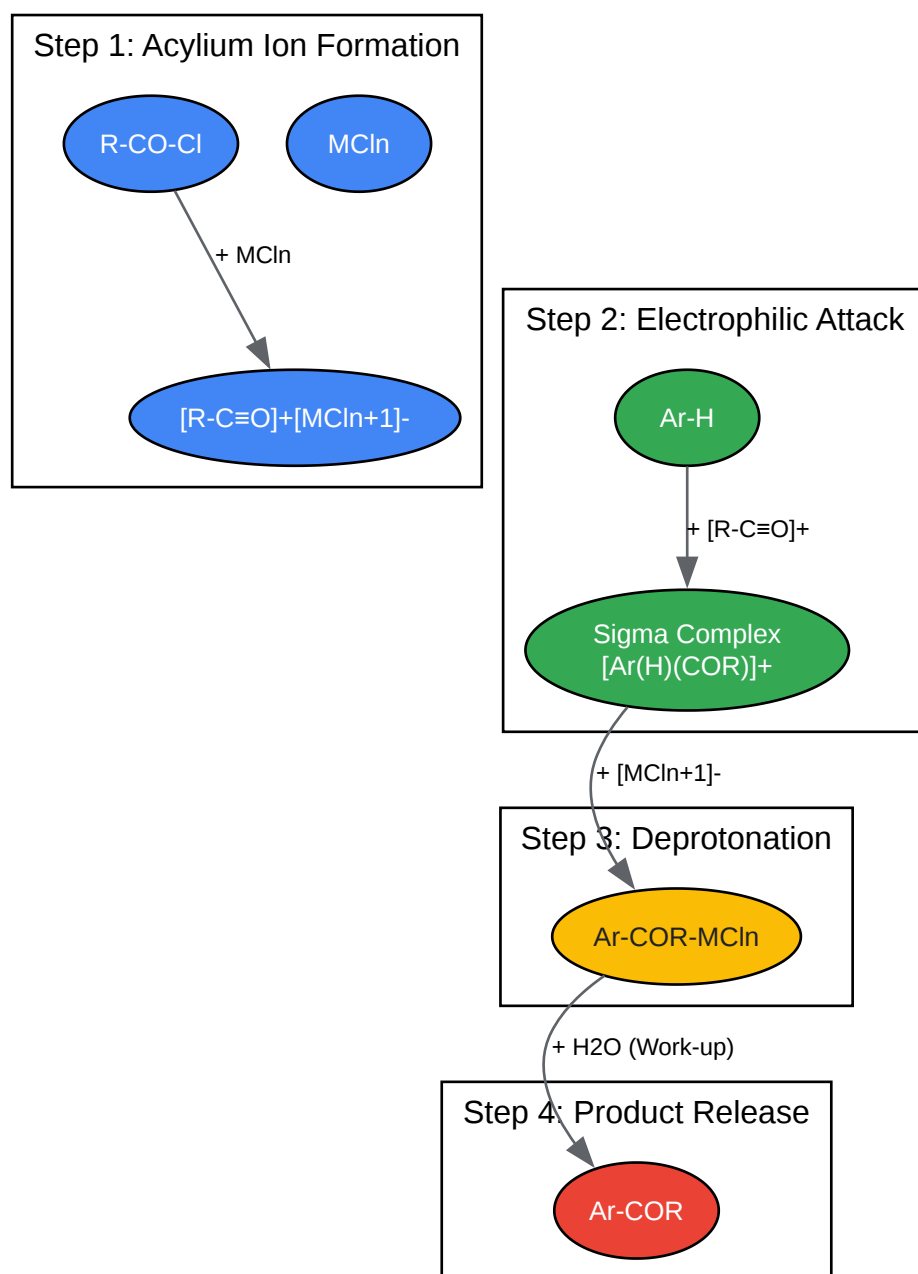 Step 1: Acylium Ion Formation
R-CO-Cl
MCln
+ MCln
[R-C≡O]+[MCln+1]-
Step 2: Electrophilic Attack
Ar-H
+ [R-C≡O]+
Sigma Complex
[Ar(H)(COR)]+
+ [MCln+1]-
Step 3: Deprotonation
Ar-COR-MCln
+ H2O (Work-up)
Step 4: Product Release
Ar-COR